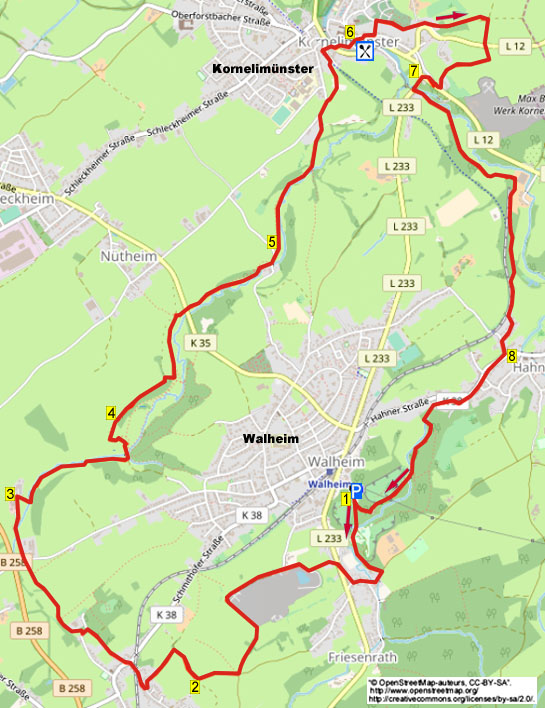 Oberforstbacher Straße
6
Kornelimünster
L 12
Kornelimünster
7
Max B
Werk Korne
L 233
L 12
Schleckheimer Straße
Schleckheimer Straße
L 233
ckheim
5
L 233
Nütheim
L 233
K 35
L 233
8
Hahn
4
Hahner Straße
Walheim
Walheim
Walheim
P
1
3
K 38
L 233
B 258
Schmithofer Straße
K 38
B 258
Friesenrath
2
B 258
"© OpenStreetMap-auteurs, CC-BY-SA".
http://www.openstreetmap.org/
http://creativecommons.org/licenses/by-sa/2.0/.